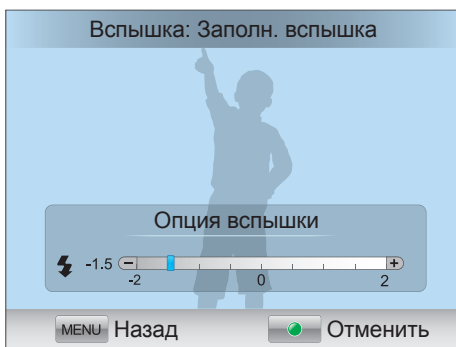 Вспышка: Заполн. вспышка
Опция вспышки
-1.5
-2 0 2
MENU Назад Отменить